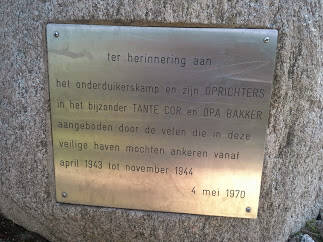 ter herinnering aan
het onderduikerskamp en zijn OPRICHTERS
in het bijzonder TANTE COR en OPA BAKKER
aangeboden door de velen die in deze
veilige haven mochten ankeren vanaf
april 1943 tot november 1944
4 mei 1970